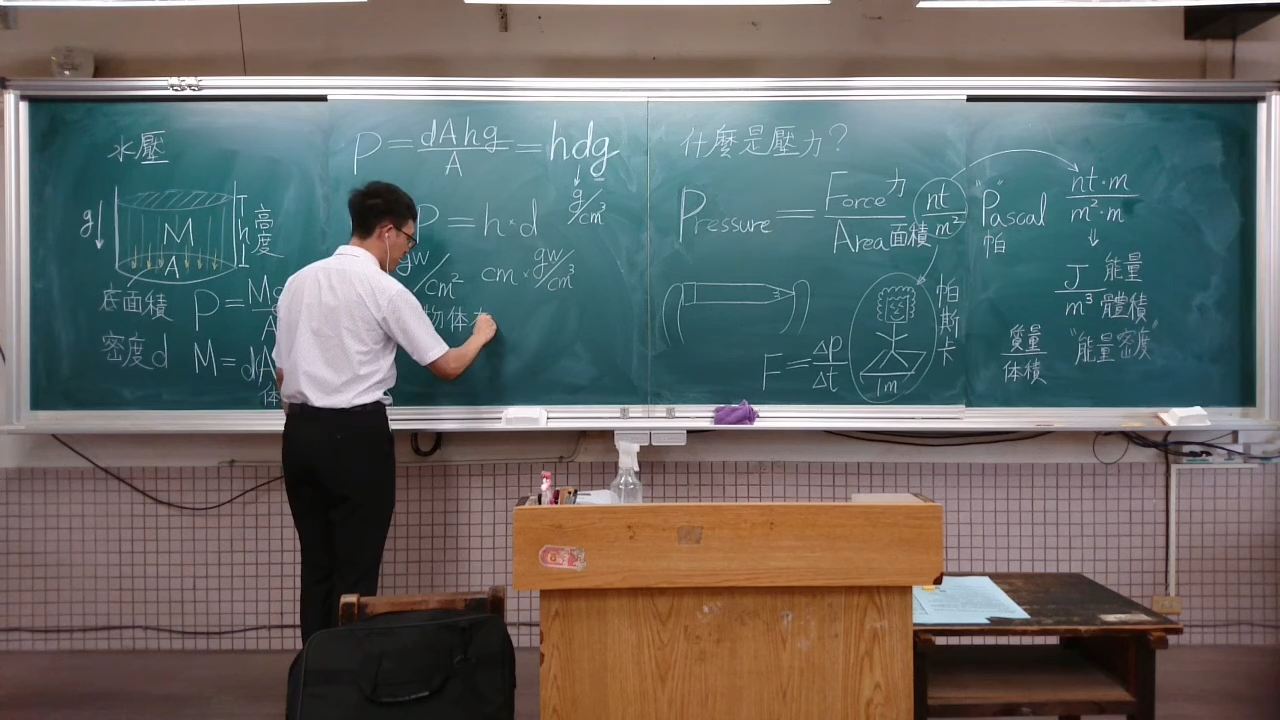 水壓
g
M
A
h
高度
底面積
P = M
密度d
M = dA
P = dAhg/A = hdg
g/cm³
P = h·d
gw/cm²  cm·gw/cm³
物体
什麼是壓力?
Pressure = Force力/Area面積  nt/m²  "Pascal
帕
nt·m/m²·m
⇓
J/m³ 能量/體積
"能量密度"
質量/体積
帕斯卡
F = Δp/Δt
1m